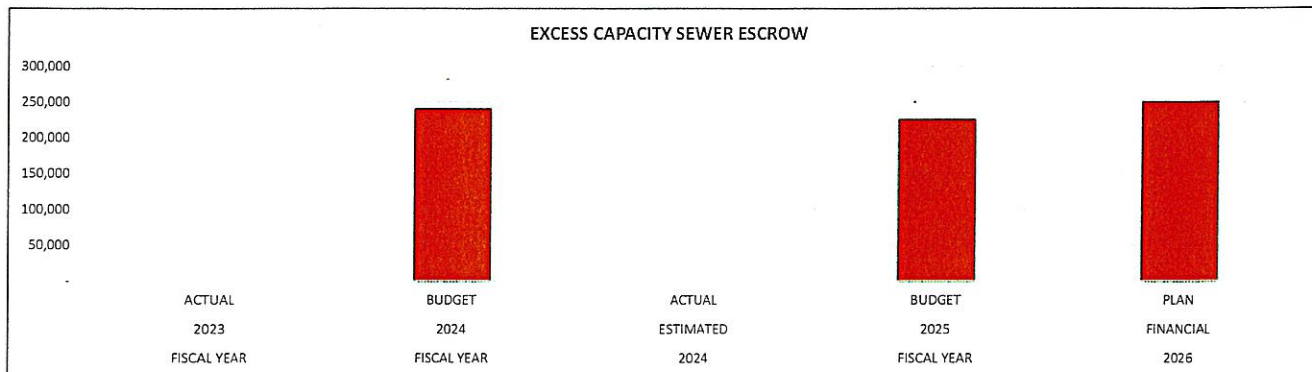 EXCESS CAPACITY SEWER ESCROW
300,000
250,000
200,000
150,000
100,000
50,000
-
ACTUAL BUDGET ACTUAL BUDGET PLAN
2023 2024 ESTIMATED 2025 FINANCIAL
FISCAL YEAR FISCAL YEAR 2024 FISCAL YEAR 2026